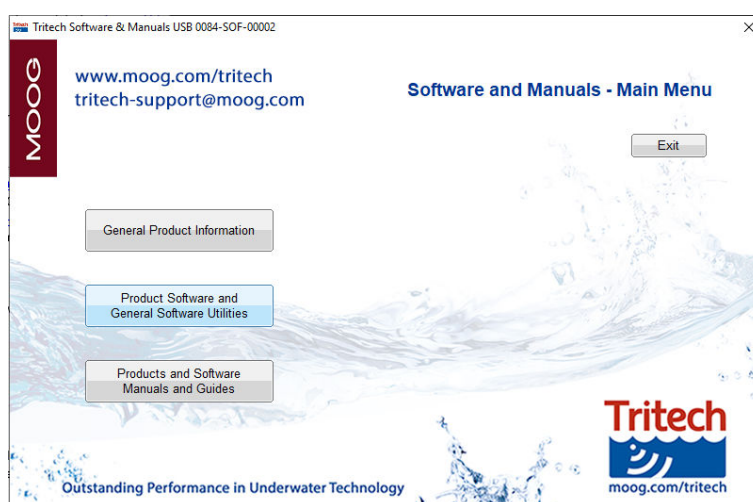 Tritech Software & Manuals USB 0084-SOF-00002
MOOG
www.moog.com/tritech
tritech-support@moog.com
Software and Manuals - Main Menu
Exit
General Product Information
Product Software and
General Software Utilities
Products and Software
Manuals and Guides
Tritech
moog.com/tritech
Outstanding Performance in Underwater Technology